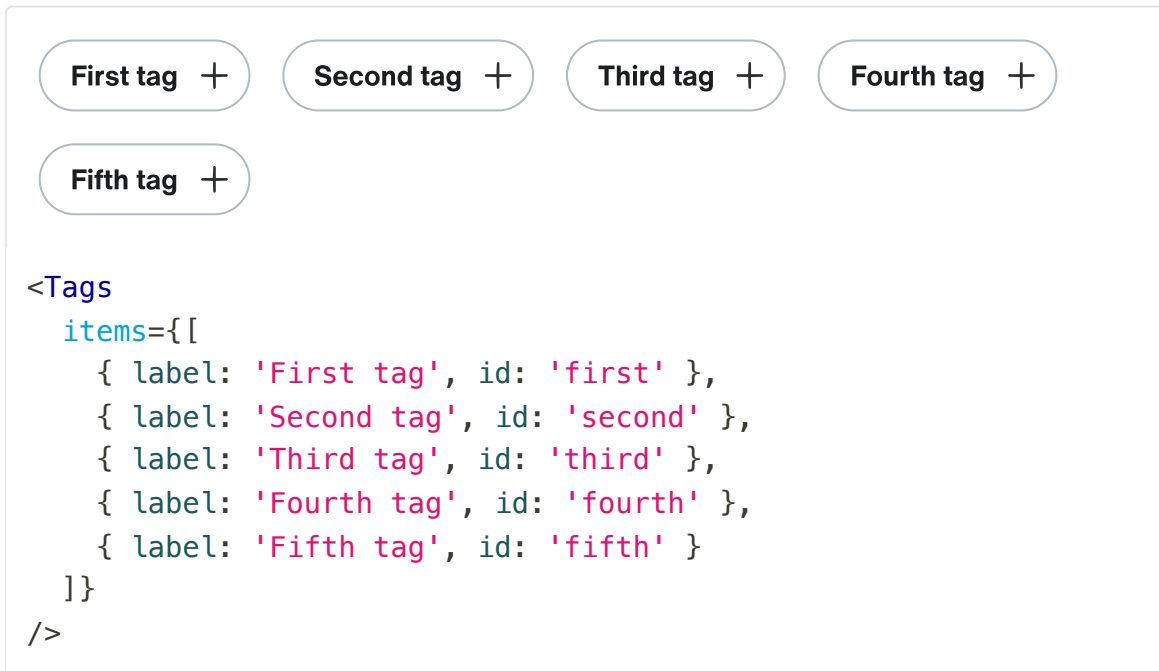 First tag + Second tag + Third tag + Fourth tag +
Fifth tag +
<Tags
  items={[
    { label: 'First tag', id: 'first' },
    { label: 'Second tag', id: 'second' },
    { label: 'Third tag', id: 'third' },
    { label: 'Fourth tag', id: 'fourth' },
    { label: 'Fifth tag', id: 'fifth' }
  ]}
/>